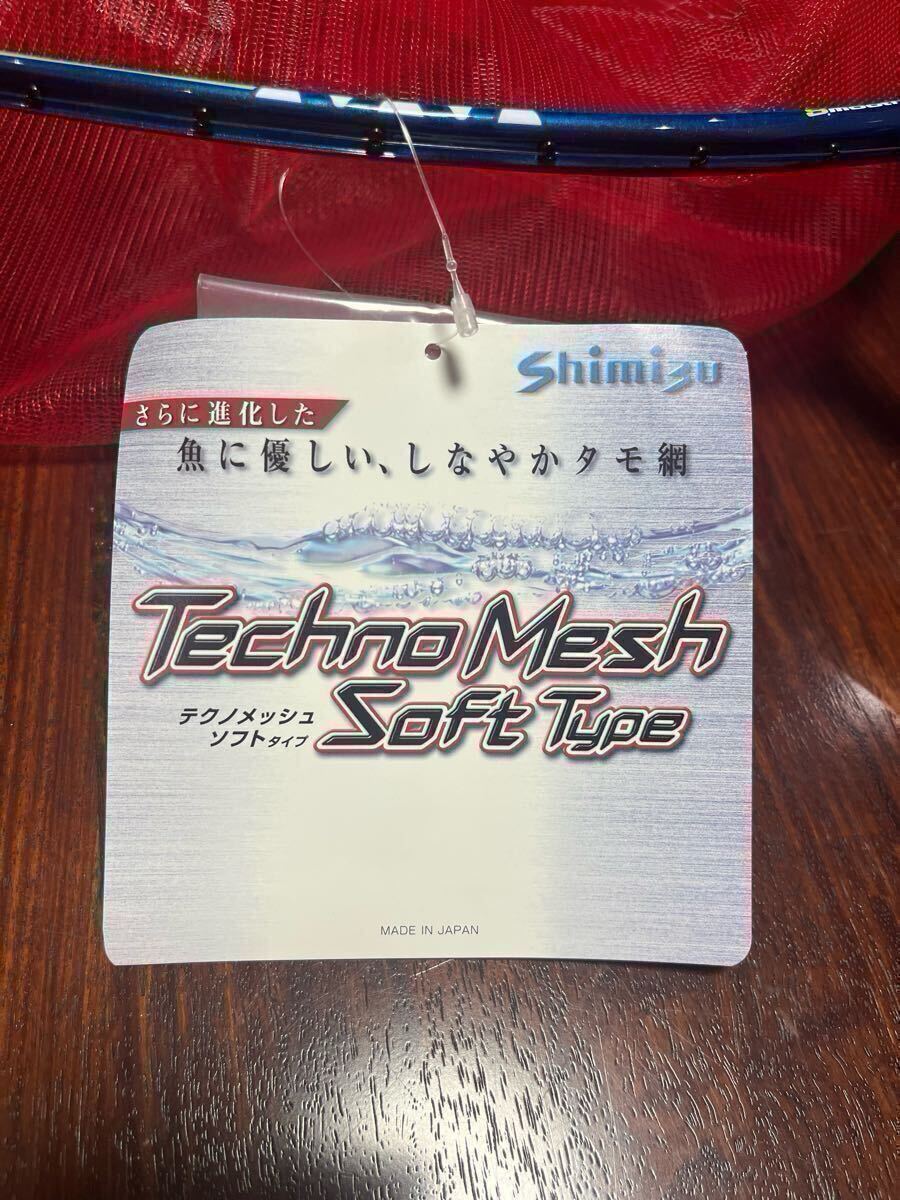 Shimizu
さらに進化した
魚に優しい、しなやかタモ網
Techno Mesh
テクノメッシュ
ソフトタイプ
Soft Type
MADE IN JAPAN